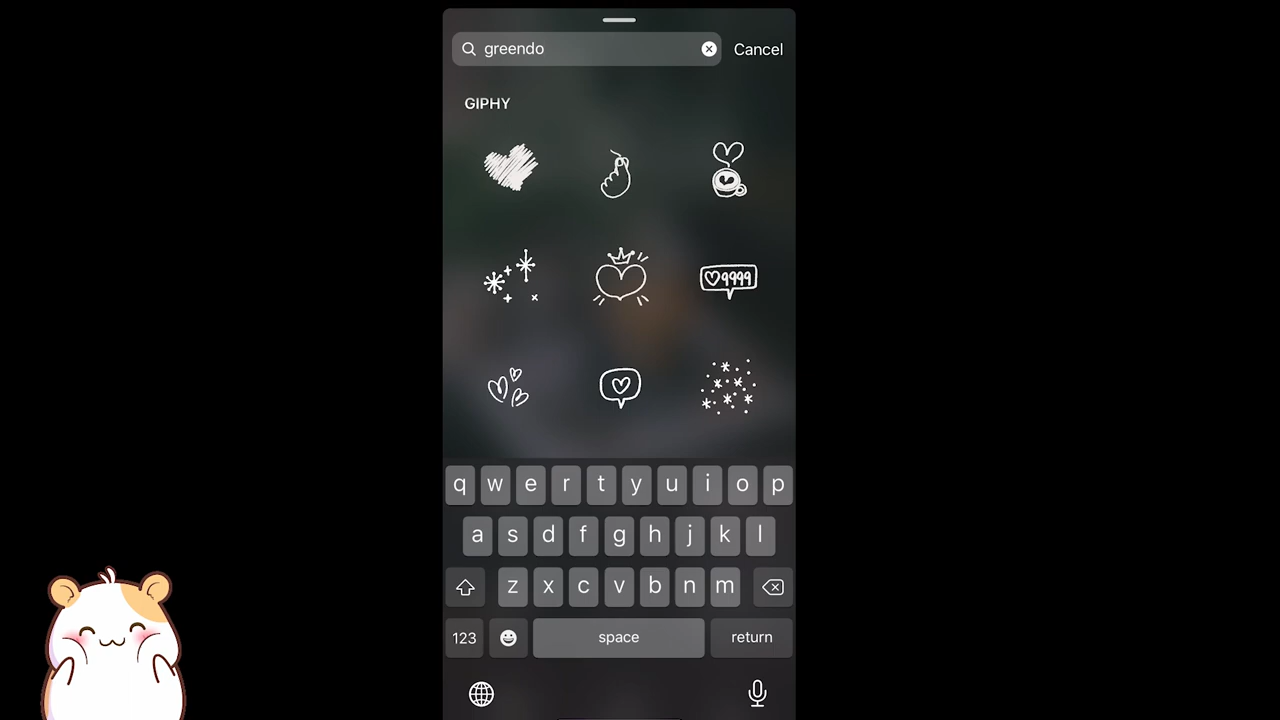 greendo
Cancel
GIPHY
9999
q w e r t y u i o p
a s d f g h j k l
z x c v b n m
123 space return